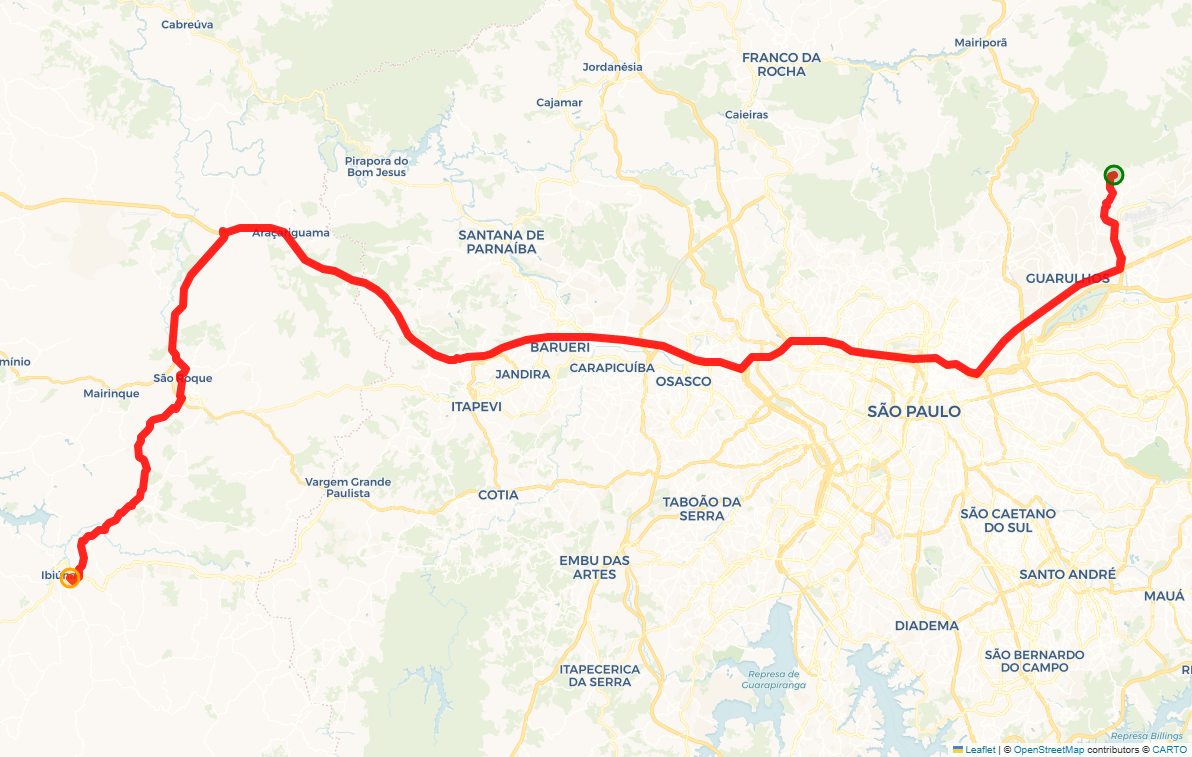 Cabreúva
Mairiporã
FRANCO DA
ROCHA
Jordanésia
Cajamar
Caieiras
Pirapora do
Bom Jesus
Araçariguama
SANTANA DE
PARNAÍBA
GUARULHOS
BARUERI
mínio
JANDIRA
CARAPICUÍBA
OSASCO
São Roque
Mairinque
ITAPEVI
SÃO PAULO
Vargem Grande
Paulista
COTIA
TABOÃO DA
SERRA
SÃO CAETANO
DO SUL
EMBU DAS
ARTES
Ibiúna
SANTO ANDRÉ
MAUÁ
DIADEMA
SÃO BERNARDO
DO CAMPO
ITAPECERICA
DA SERRA
Represa de
Guarapiranga
RI
Represa Billings
Leaflet | © OpenStreetMap contributors © CARTO